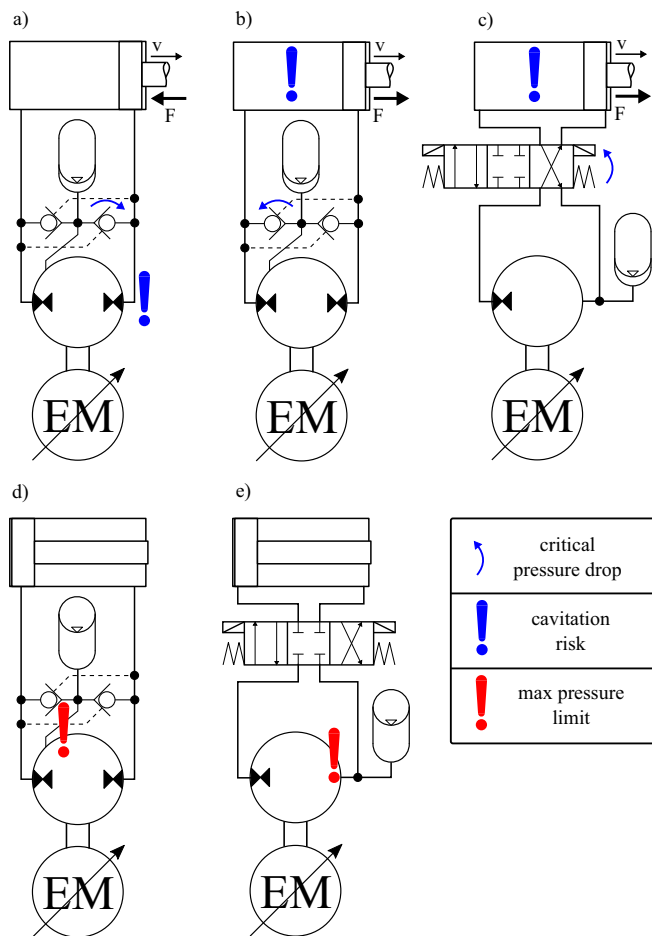 a)
b)
c)
v
F
v
F
v
F
EM
EM
EM
d)
e)
EM
EM
critical
pressure drop
cavitation
risk
max pressure
limit